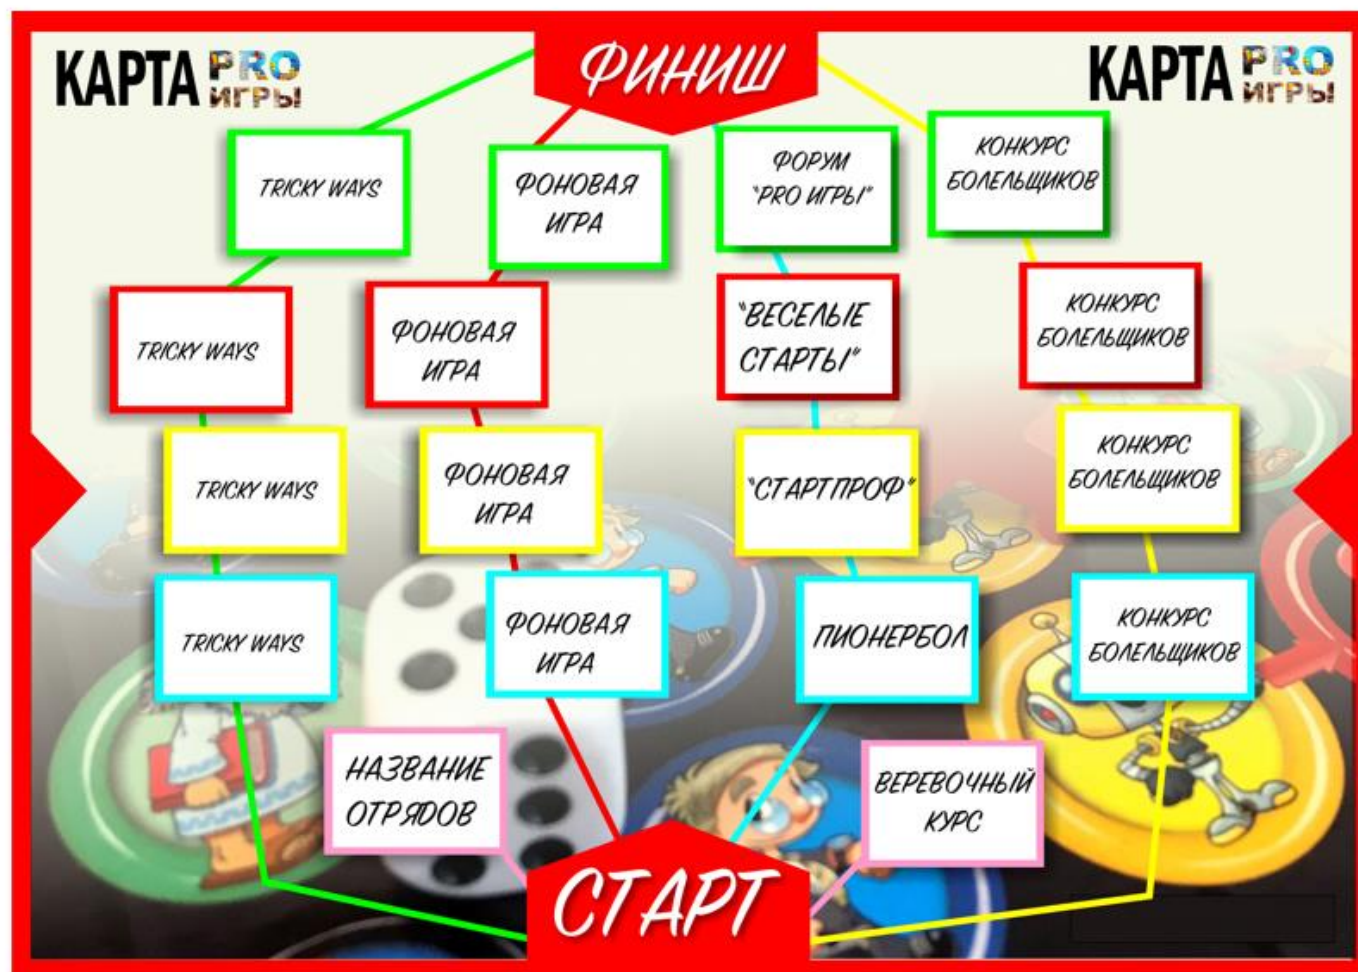 КАРТА PRO
ИГРЫ
ФИНИШ
КАРТА PRO
ИГРЫ
TRICKY WAYS
ФОНОВАЯ
ИГРА
ФОРУМ
"PRO ИГРЫ"
КОНКУРС
БОЛЕЛЬЩИКОВ
TRICKY WAYS
ФОНОВАЯ
ИГРА
"ВЕСЕЛЫЕ
СТАРТЫ"
КОНКУРС
БОЛЕЛЬЩИКОВ
TRICKY WAYS
ФОНОВАЯ
ИГРА
"СТАРТПРОФ"
КОНКУРС
БОЛЕЛЬЩИКОВ
TRICKY WAYS
ФОНОВАЯ
ИГРА
ПИОНЕРБОЛ
КОНКУРС
БОЛЕЛЬЩИКОВ
НАЗВАНИЕ
ОТРЯДОВ
ВЕРЕВОЧНЫЙ
КУРС
СТАРТ